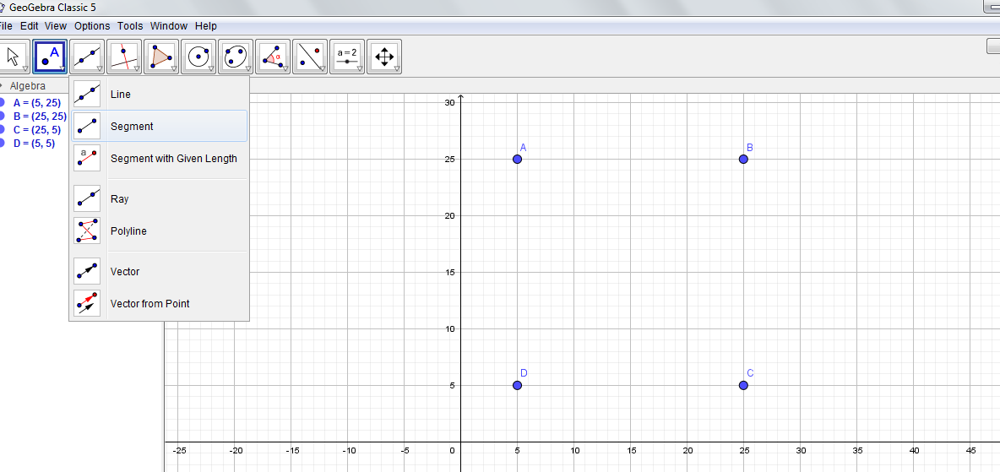 GeoGebra Classic 5
File Edit View Options Tools Window Help
A
α
a = 2
Algebra
A = (5, 25)
B = (25, 25)
C = (25, 5)
D = (5, 5)
Line
Segment
a
Segment with Given Length
Ray
Polyline
Vector
Vector from Point
30
25
20
15
10
5
A
B
D
C
-25 -20 -15 -10 -5 0 5 10 15 20 25 30 35 40 45